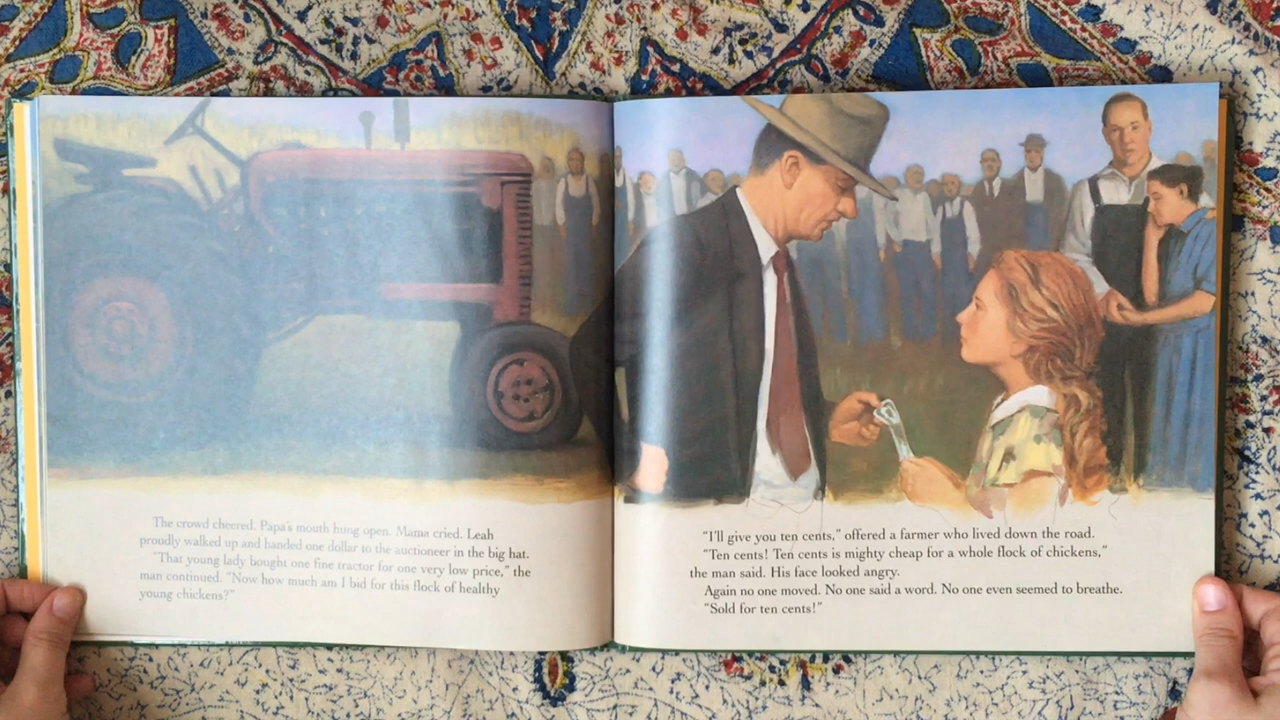 The crowd cheered. Papa's mouth hung open. Mama cried. Leah
proudly walked up and handed one dollar to the auctioneer in the big hat.
"That young lady bought one fine tractor for one very low price," the
man continued. "Now how much am I bid for this flock of healthy
young chickens?"
"I'll give you ten cents," offered a farmer who lived down the road.
"Ten cents! Ten cents is mighty cheap for a whole flock of chickens,"
the man said. His face looked angry.
Again no one moved. No one said a word. No one even seemed to breathe.
"Sold for ten cents!"